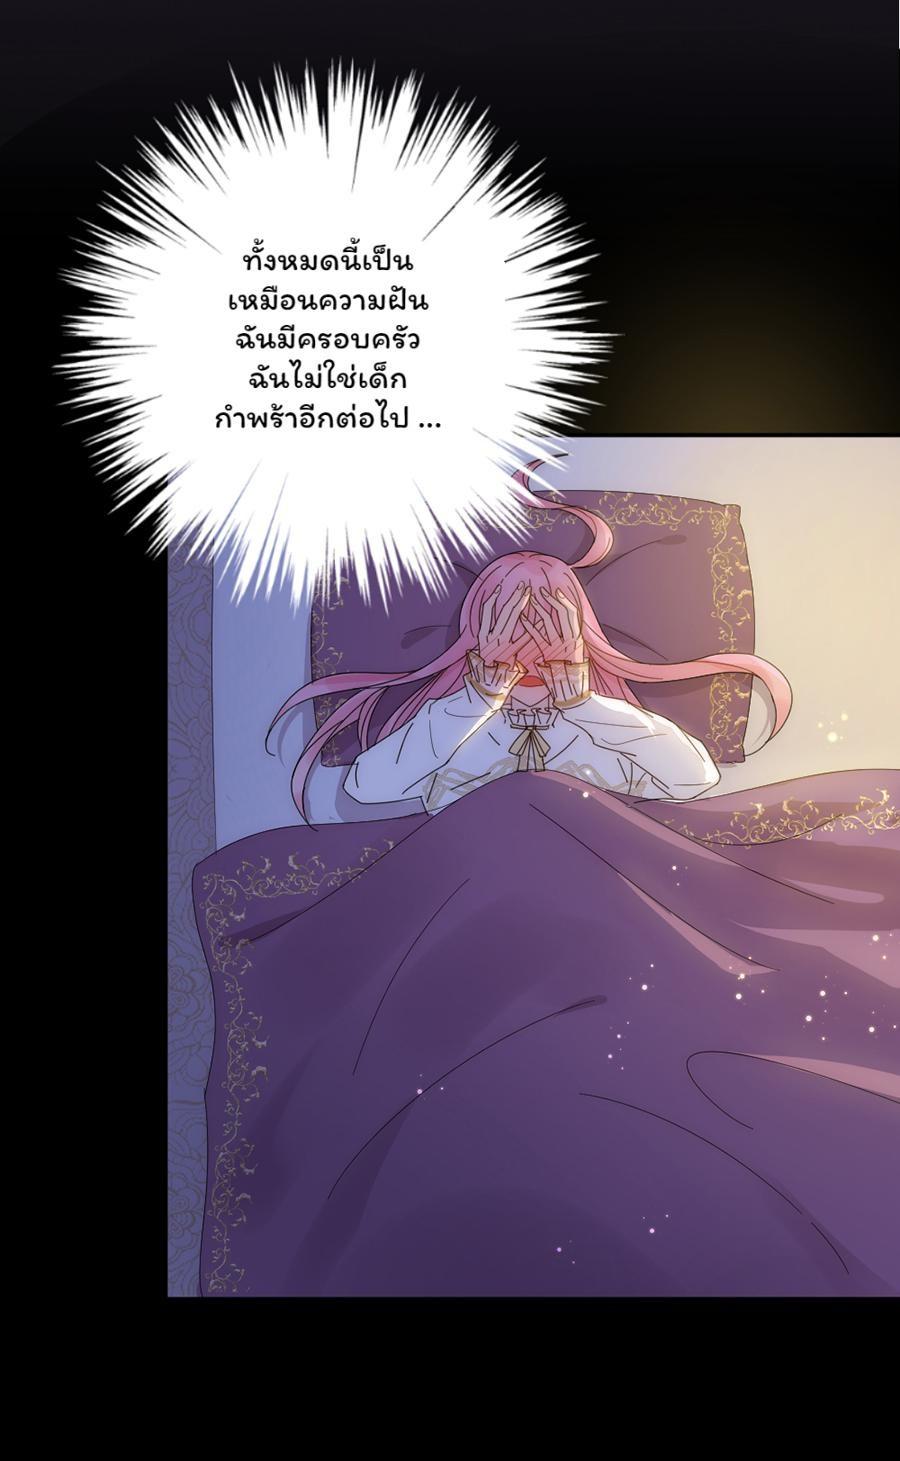 ทั้งหมดนี้เป็น
เหมือนความฝัน
ฉันมีครอบครัว
ฉันไม่ใช่เด็ก
กำพร้าอีกต่อไป ...